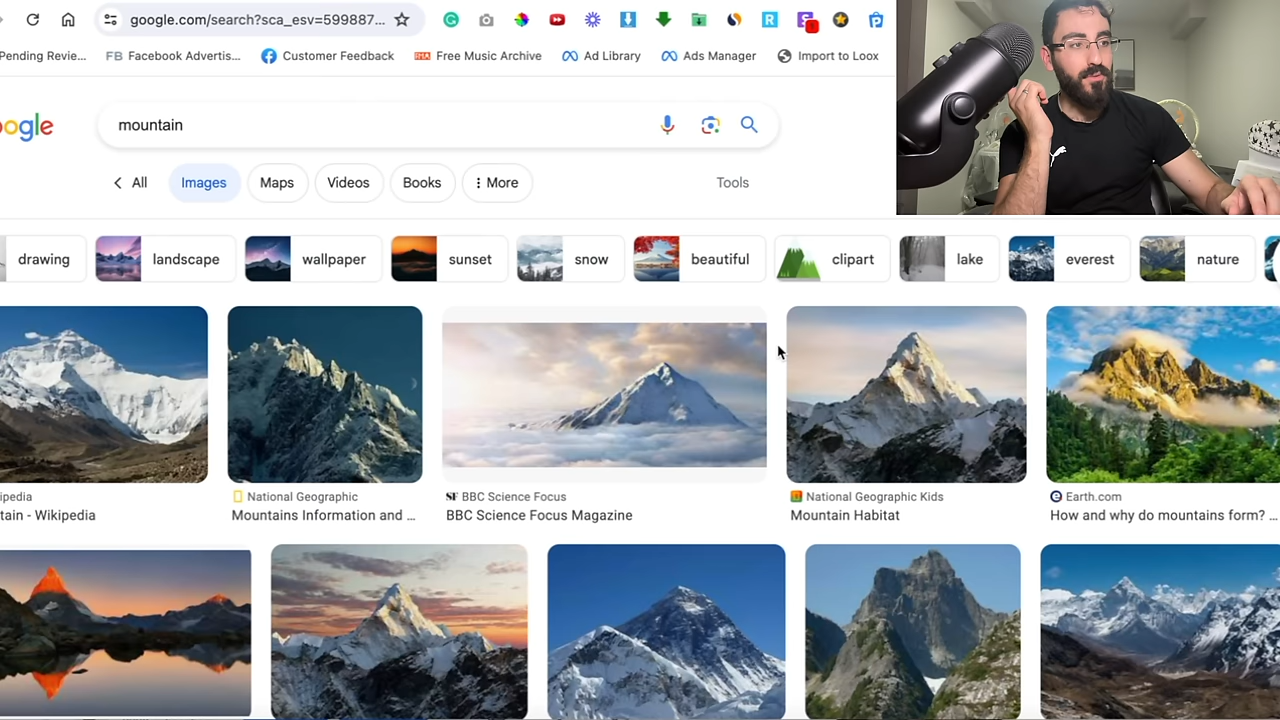 google.com/search?sca_esv=599887...
Pending Revie... FB Facebook Advertis... Customer Feedback FMA Free Music Archive Ad Library Ads Manager Import to Loox
ogle mountain
All Images Maps Videos Books More Tools
drawing landscape wallpaper sunset snow beautiful clipart lake everest nature
ipedia National Geographic SF BBC Science Focus National Geographic Kids Earth.com
tain - Wikipedia Mountains Information and ... BBC Science Focus Magazine Mountain Habitat How and why do mountains form? ...